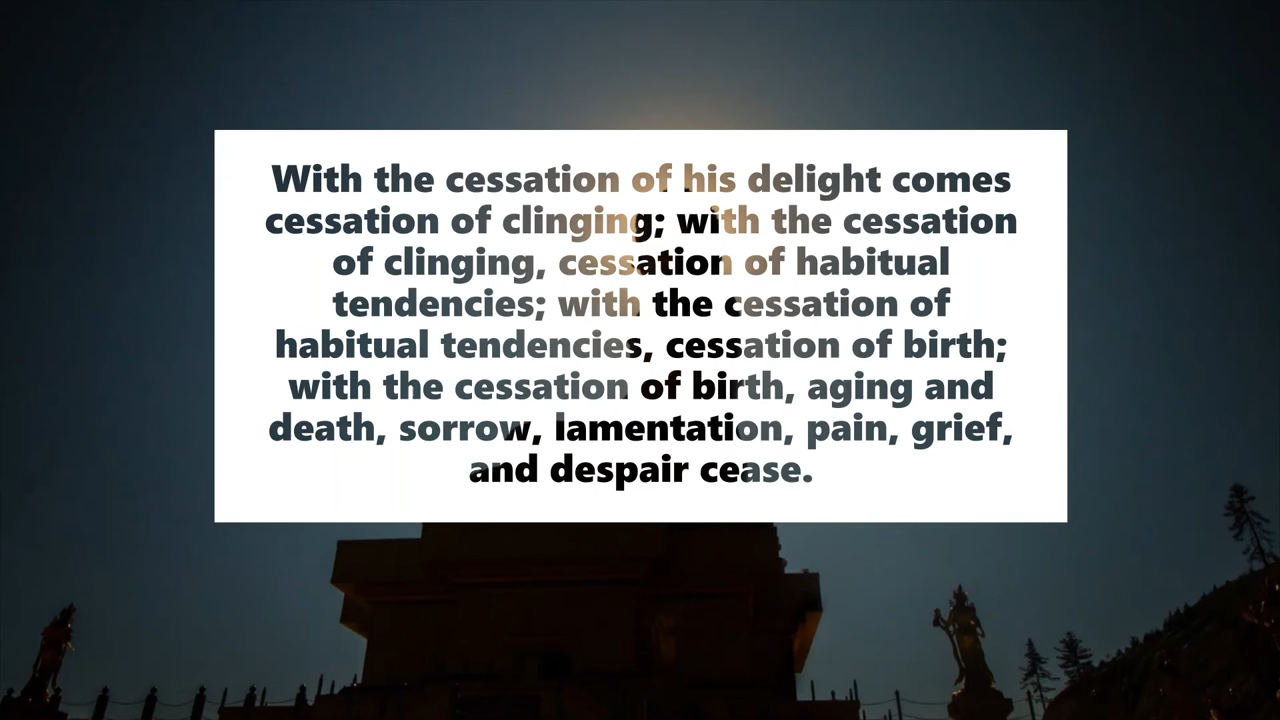 With the cessation of his delight comes
cessation of clinging; with the cessation
of clinging, cessation of habitual
tendencies; with the cessation of
habitual tendencies, cessation of birth;
with the cessation of birth, aging and
death, sorrow, lamentation, pain, grief,
and despair cease.